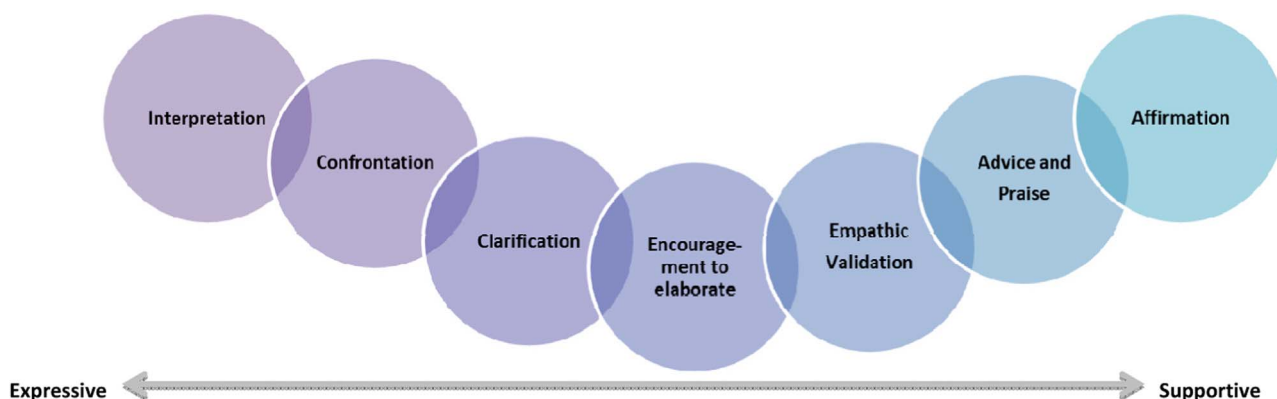 Interpretation
Confrontation
Clarification
Encourage-
ment to
elaborate
Empathic
Validation
Advice and
Praise
Affirmation
Expressive
Supportive